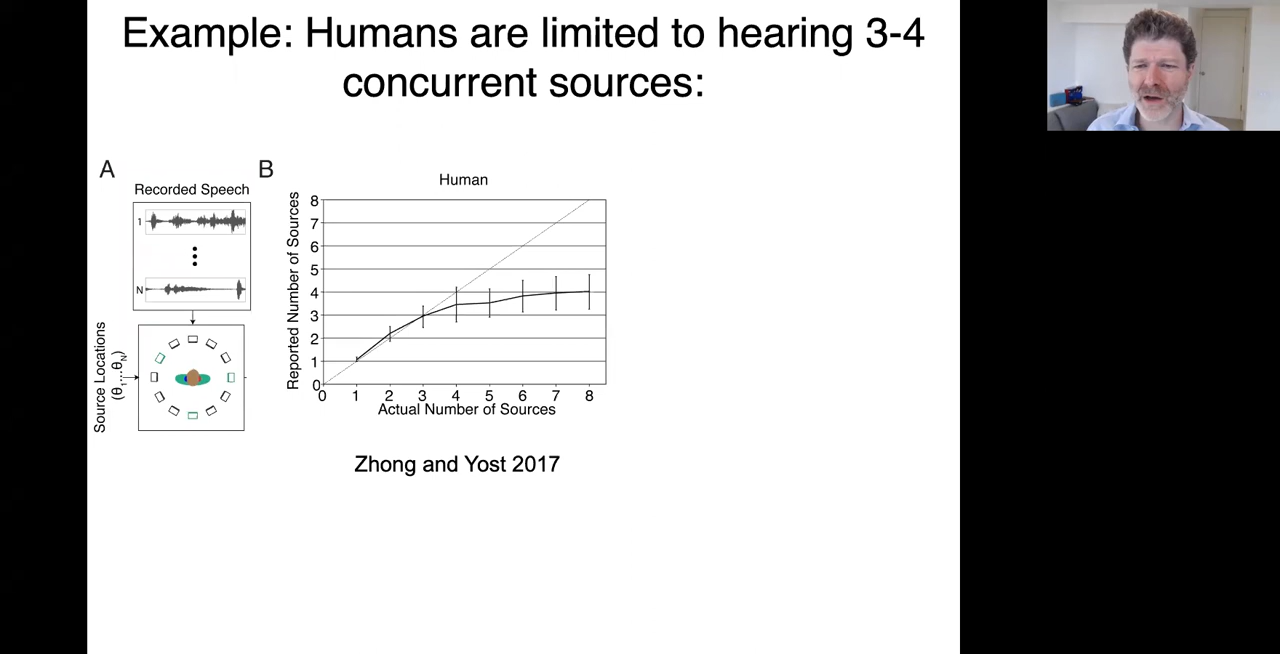 Example: Humans are limited to hearing 3-4
concurrent sources:
A
Recorded Speech
1
N
Source Locations
(θ1...θN)
B
Human
Reported Number of Sources
8
7
6
5
4
3
2
1
0
0 1 2 3 4 5 6 7 8
Actual Number of Sources
Zhong and Yost 2017